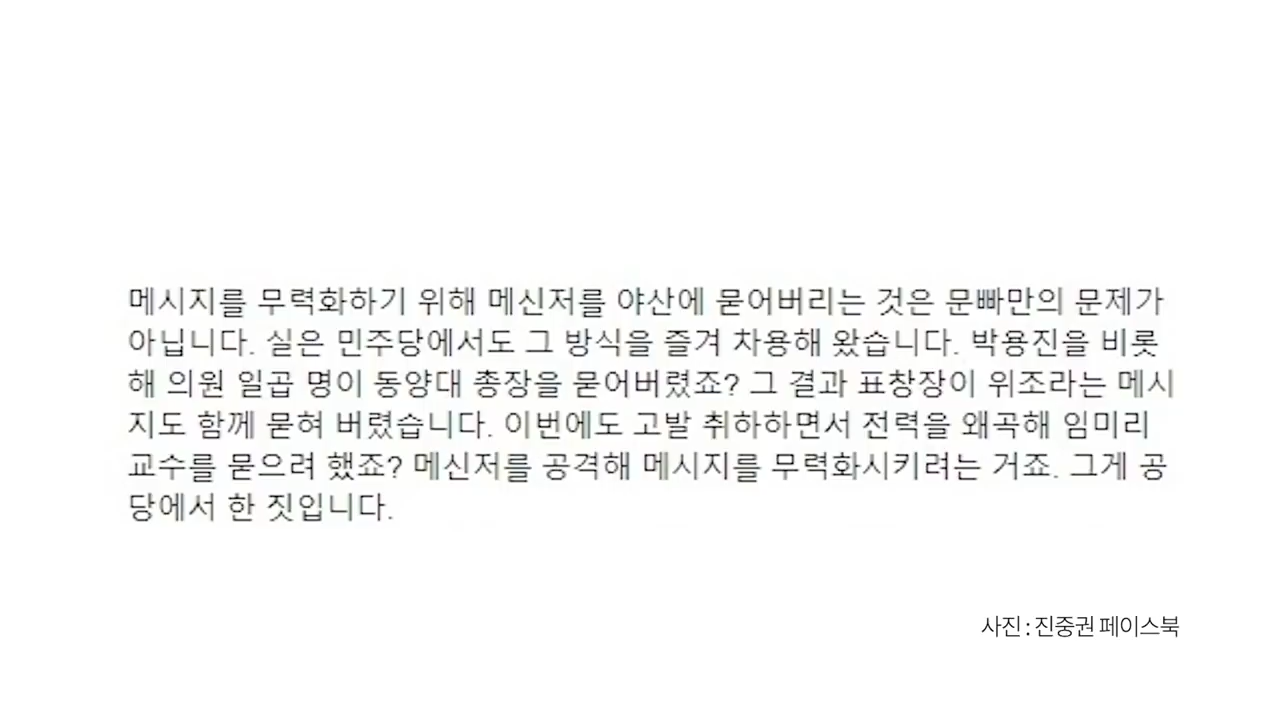 메시지를 무력화하기 위해 메신저를 야산에 묻어버리는 것은 문빠만의 문제가
아닙니다. 실은 민주당에서도 그 방식을 즐겨 차용해 왔습니다. 박용진을 비롯
해 의원 일곱 명이 동양대 총장을 묻어버렸죠? 그 결과 표창장이 위조라는 메시
지도 함께 묻혀 버렸습니다. 이번에도 고발 취하하면서 전력을 왜곡해 임미리
교수를 묻으려 했죠? 메신저를 공격해 메시지를 무력화시키려는 거죠. 그게 공
당에서 한 짓입니다.
사진 : 진중권 페이스북